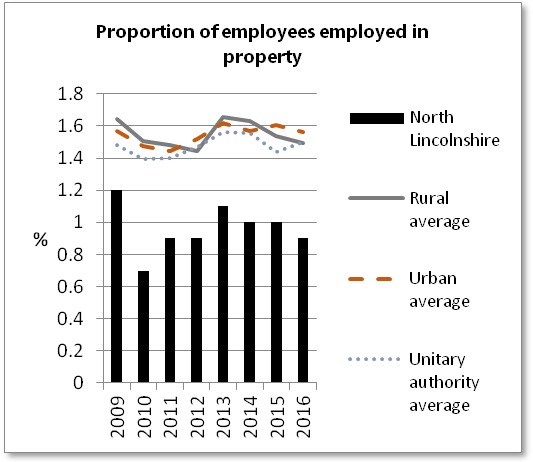 Proportion of employees employed in
property
1.8
1.6
1.4
1.2
1
0.8
0.6
0.4
0.2
0
%
2009
2010
2011
2012
2013
2014
2015
2016
North
Lincolnshire
Rural
average
Urban
average
Unitary
authority
average